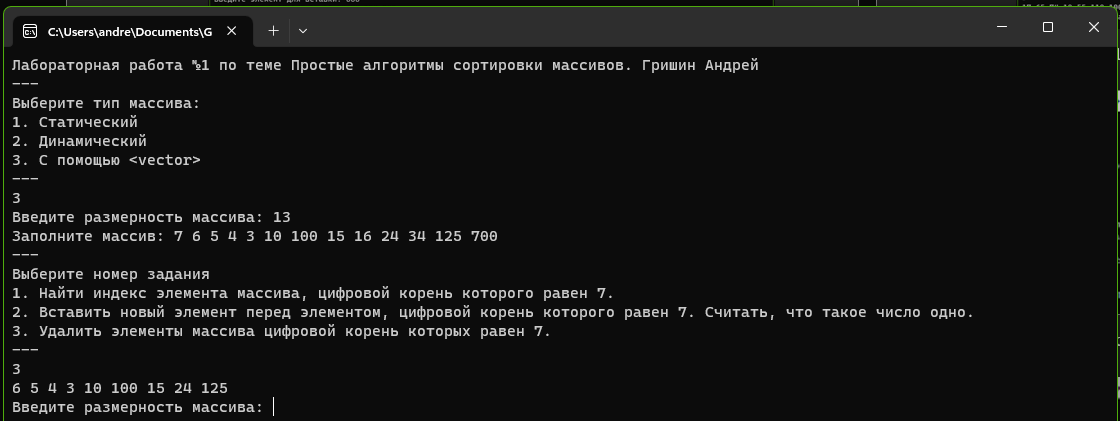 C:\Users\andre\Documents\G
Лабораторная работа №1 по теме Простые алгоритмы сортировки массивов. Гришин Андрей
---
Выберите тип массива:
1. Статический
2. Динамический
3. С помощью <vector>
---
3
Введите размерность массива: 13
Заполните массив: 7 6 5 4 3 10 100 15 16 24 34 125 700
---
Выберите номер задания
1. Найти индекс элемента массива, цифровой корень которого равен 7.
2. Вставить новый элемент перед элементом, цифровой корень которого равен 7. Считать, что такое число одно.
3. Удалить элементы массива цифровой корень которых равен 7.
---
3
6 5 4 3 10 100 15 24 125
Введите размерность массива: